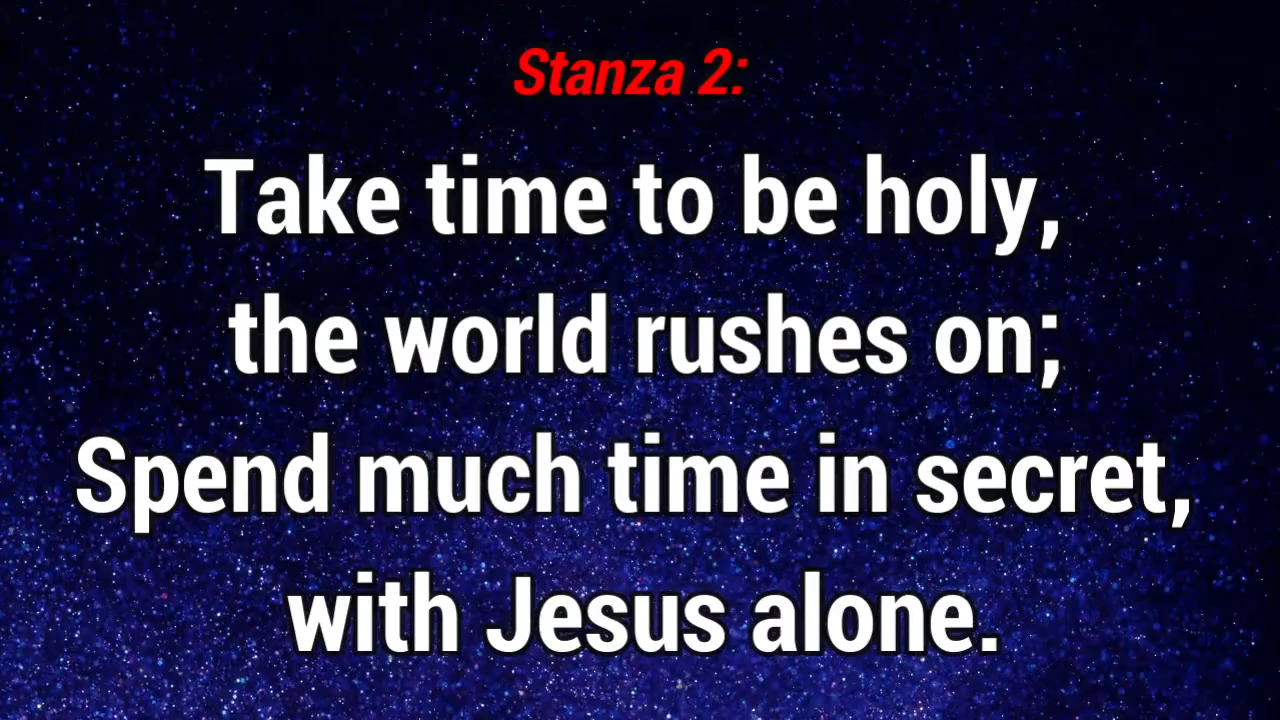 Stanza 2:
Take time to be holy,
the world rushes on;
Spend much time in secret,
with Jesus alone.